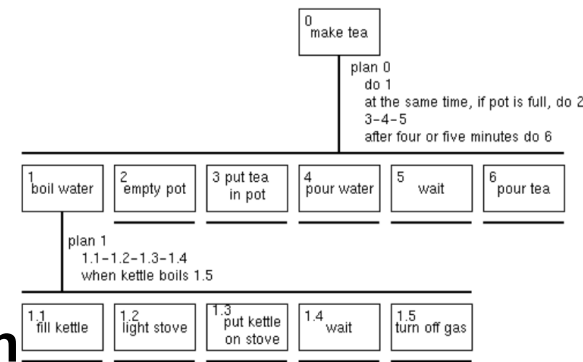 0
make tea
plan 0
do 1
at the same time, if pot is full, do 2
3-4-5
after four or five minutes do 6
1
boil water
2
empty pot
3 put tea
in pot
4
pour water
5
wait
6
pour tea
plan 1
1.1-1.2-1.3-1.4
when kettle boils 1.5
1.1
fill kettle
1.2
light stove
1.3
put kettle
on stove
1.4
wait
1.5
turn off gas